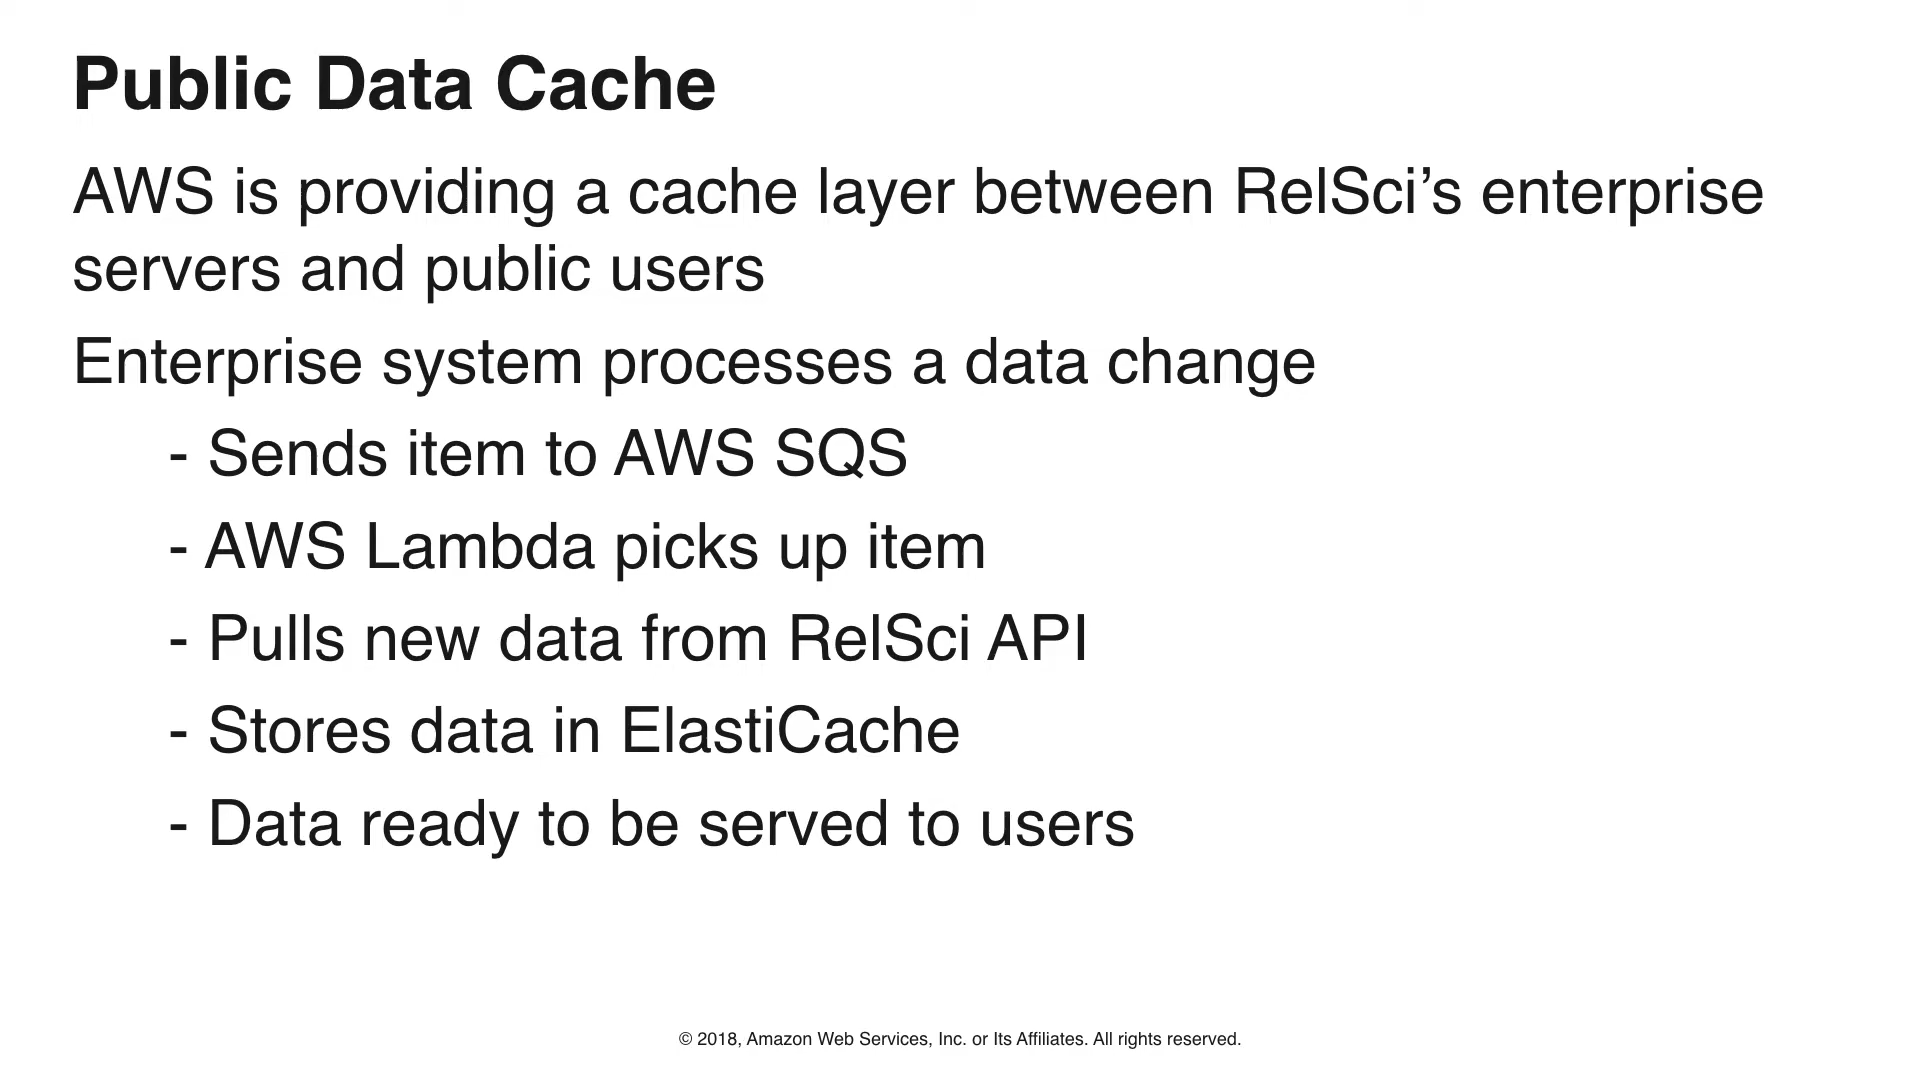 Public Data Cache
AWS is providing a cache layer between RelSci’s enterprise
servers and public users
Enterprise system processes a data change
- Sends item to AWS SQS
- AWS Lambda picks up item
- Pulls new data from RelSci API
- Stores data in ElastiCache
- Data ready to be served to users
© 2018, Amazon Web Services, Inc. or Its Affiliates. All rights reserved.